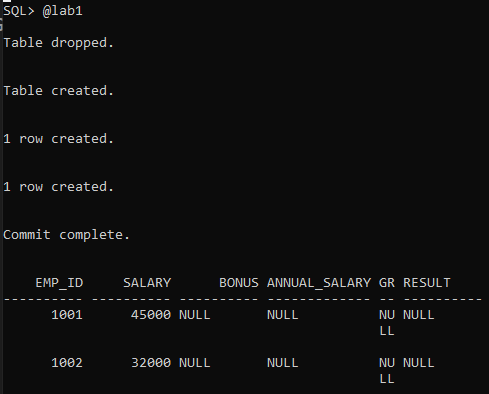 SQL> @lab1
Table dropped.
Table created.
1 row created.
1 row created.
Commit complete.
    EMP_ID     SALARY      BONUS ANNUAL_SALARY GR RESULT
---------- ---------- ---------- ------------- -- ----------
      1001      45000 NULL       NULL          NU NULL
                                               LL
      1002      32000 NULL       NULL          NU NULL
                                               LL